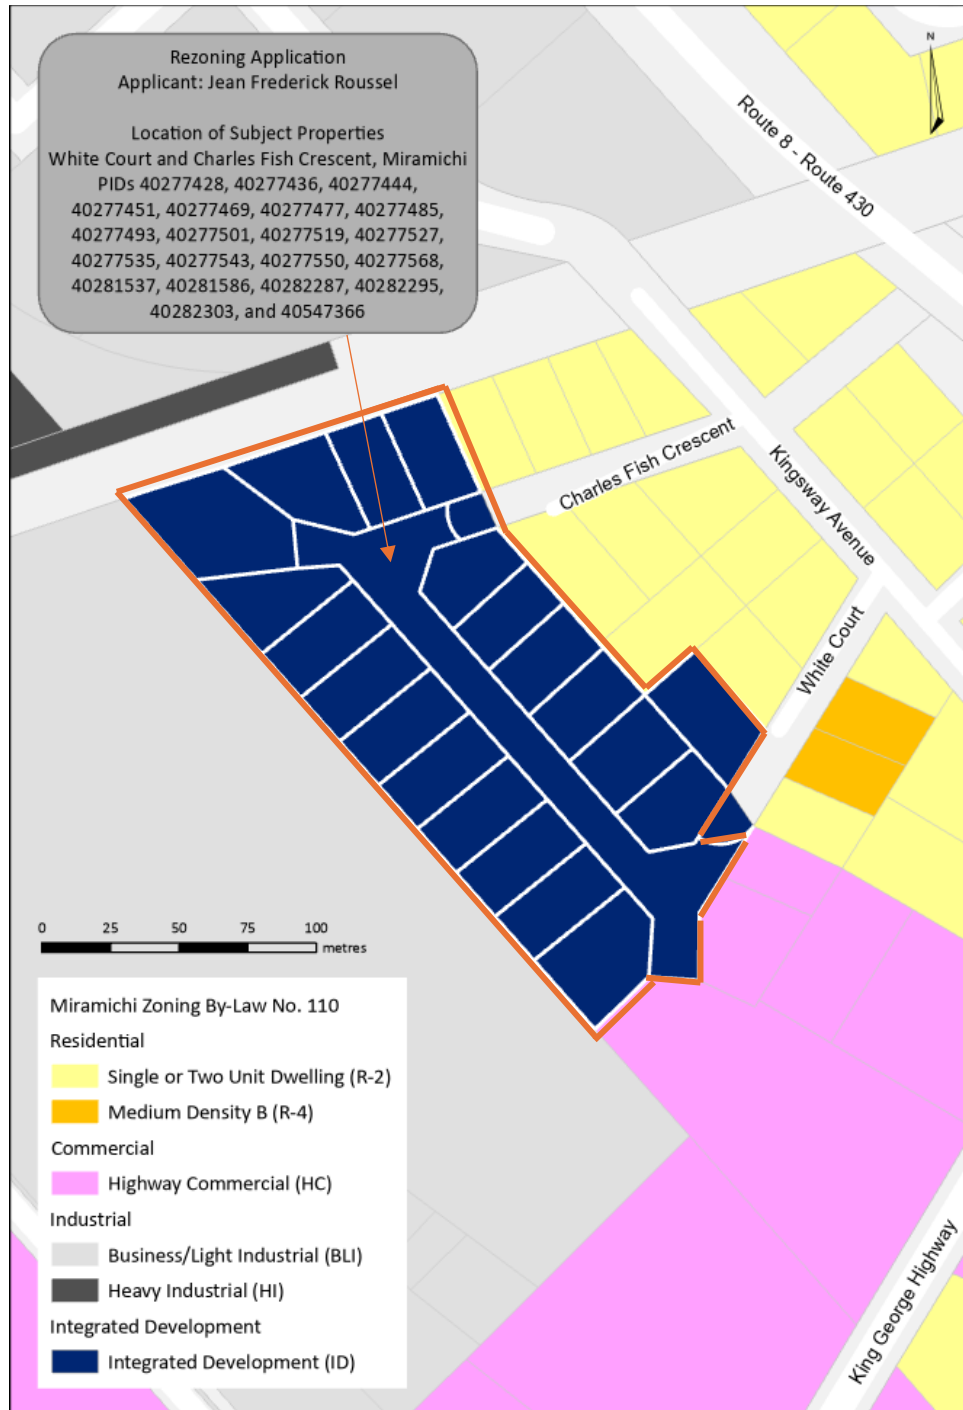 Rezoning Application
Applicant: Jean Frederick Roussel
Location of Subject Properties
White Court and Charles Fish Crescent, Miramichi
PIDs 40277428, 40277436, 40277444,
40277451, 40277469, 40277477, 40277485,
40277493, 40277501, 40277519, 40277527,
40277535, 40277543, 40277550, 40277568,
40281537, 40281586, 40282287, 40282295,
40282303, and 40547366
N
Route 8 - Route 430
Charles Fish Crescent
Kingsway Avenue
White Court
King George Highway
0 25 50 75 100
metres
Miramichi Zoning By-Law No. 110
Residential
Single or Two Unit Dwelling (R-2)
Medium Density B (R-4)
Commercial
Highway Commercial (HC)
Industrial
Business/Light Industrial (BLI)
Heavy Industrial (HI)
Integrated Development
Integrated Development (ID)